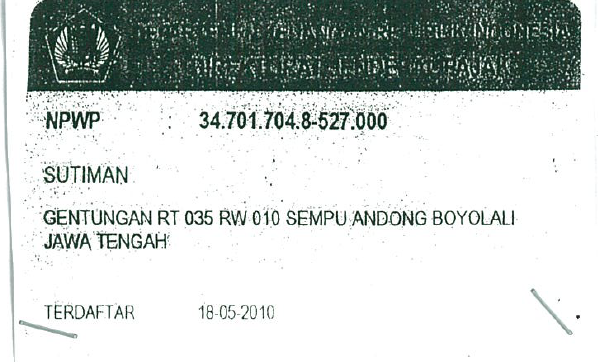 DEPARTEMEN KEUANGAN REPUBLIK INDONESIA
DIREKTORAT JENDERAL PAJAK
NPWP : 34.701.704.8-527.000
SUTIMAN
GENTUNGAN RT 035 RW 010 SEMPU ANDONG BOYOLALI
JAWA TENGAH
TERDAFTAR 18-05-2010